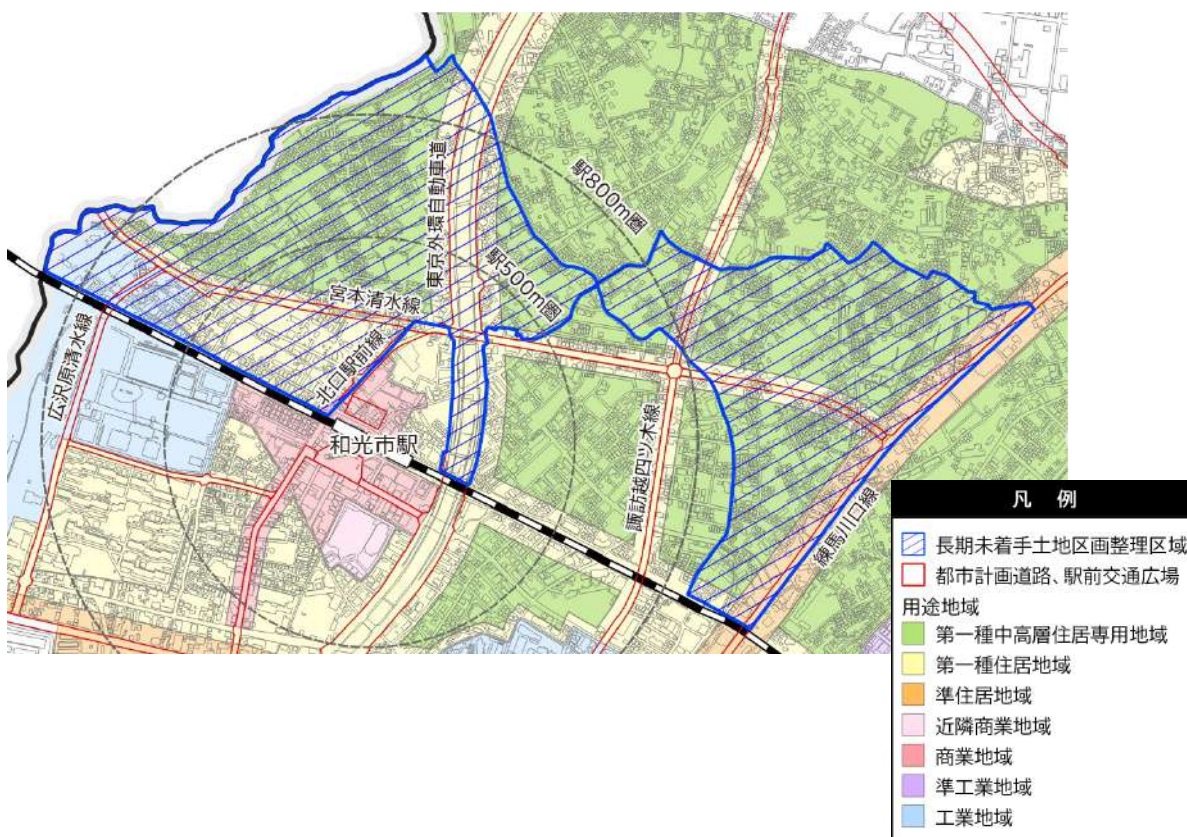 駅800m圏
東京外環自動車道
駅500m圏
宮本清水線
北口駅前線
広沢原清水線
和光市駅
諏訪越四ツ木線
練馬川口線
凡 例
長期未着手土地区画整理区域
都市計画道路、駅前交通広場
用途地域
第一種中高層住居専用地域
第一種住居地域
準住居地域
近隣商業地域
商業地域
準工業地域
工業地域